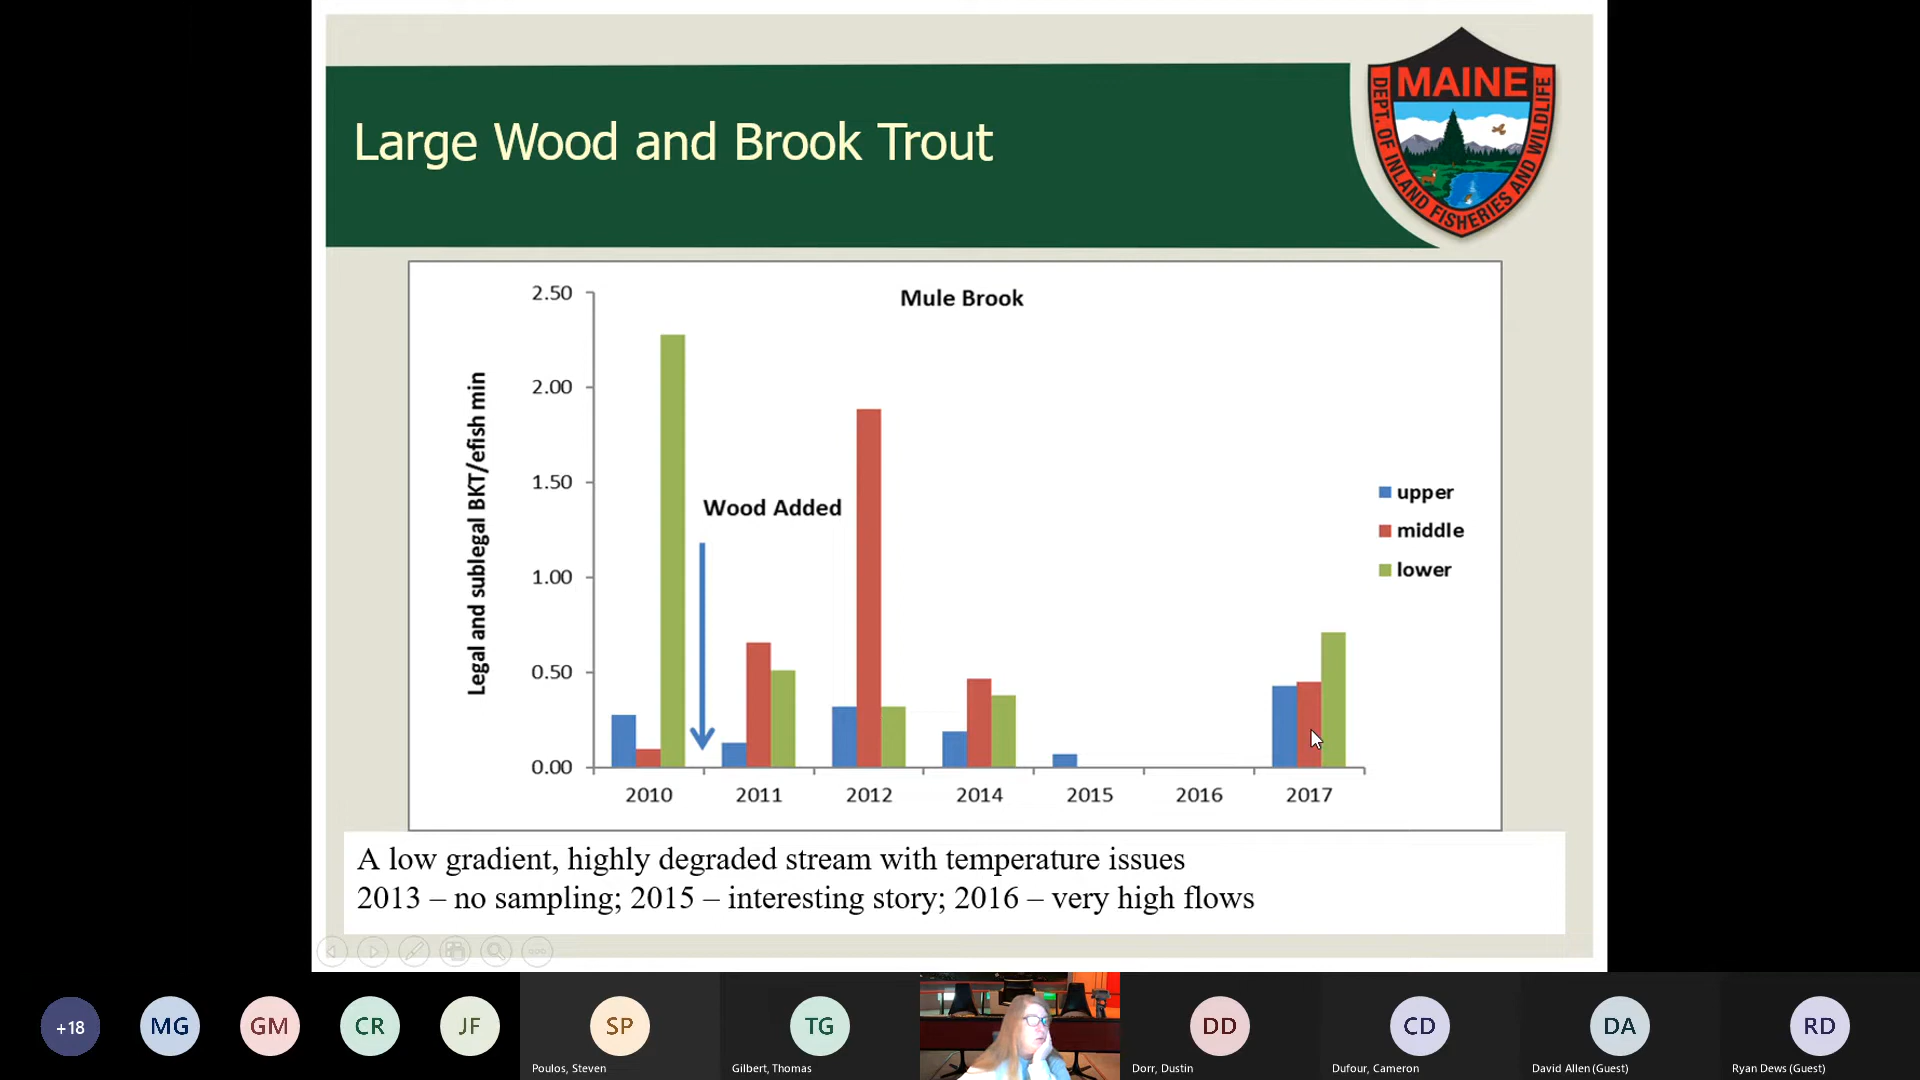 Large Wood and Brook Trout
MAINE
DEPT. OF INLAND FISHERIES AND WILDLIFE
Mule Brook
Legal and sublegal BKT/efish min
2.50
2.00
1.50
1.00
0.50
0.00
Wood Added
upper
middle
lower
2010 2011 2012 2014 2015 2016 2017
A low gradient, highly degraded stream with temperature issues
2013 – no sampling; 2015 – interesting story; 2016 – very high flows
+18 MG GM CR JF SP TG DD CD DA RD
Poulos, Steven Gilbert, Thomas Dorr, Dustin Dufour, Cameron David Allen (Guest) Ryan Dews (Guest)